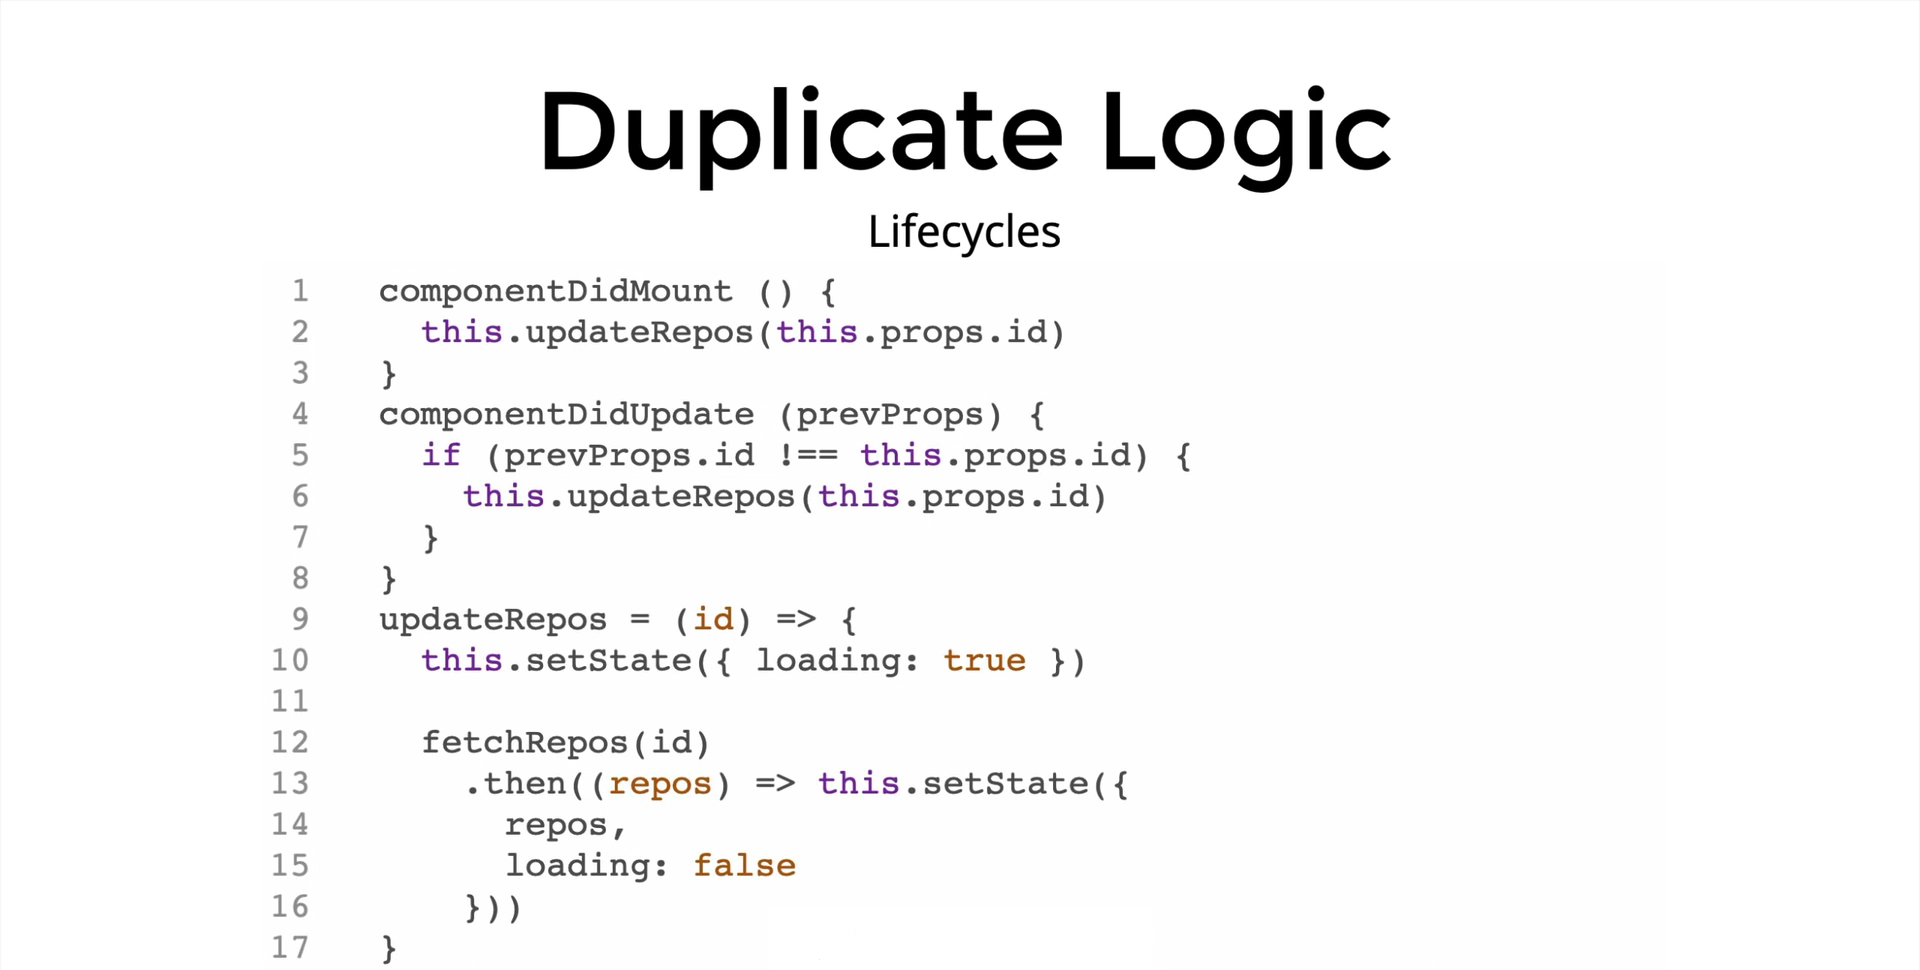 Duplicate Logic
Lifecycles
1 componentDidMount () {
2 this.updateRepos(this.props.id)
3 }
4 componentDidUpdate (prevProps) {
5 if (prevProps.id !== this.props.id) {
6 this.updateRepos(this.props.id)
7 }
8 }
9 updateRepos = (id) => {
10 this.setState({ loading: true })
11
12 fetchRepos(id)
13 .then((repos) => this.setState({
14 repos,
15 loading: false
16 }))
17 }